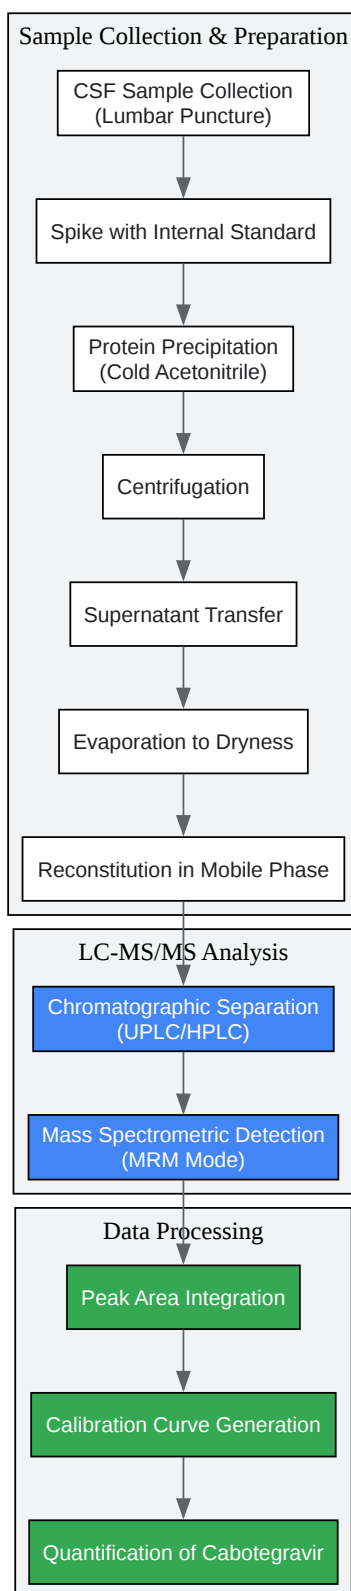 Sample Collection & Preparation
CSF Sample Collection
(Lumbar Puncture)
Spike with Internal Standard
Protein Precipitation
(Cold Acetonitrile)
Centrifugation
Supernatant Transfer
Evaporation to Dryness
Reconstitution in Mobile Phase
LC-MS/MS Analysis
Chromatographic Separation
(UPLC/HPLC)
Mass Spectrometric Detection
(MRM Mode)
Data Processing
Peak Area Integration
Calibration Curve Generation
Quantification of Cabotegravir